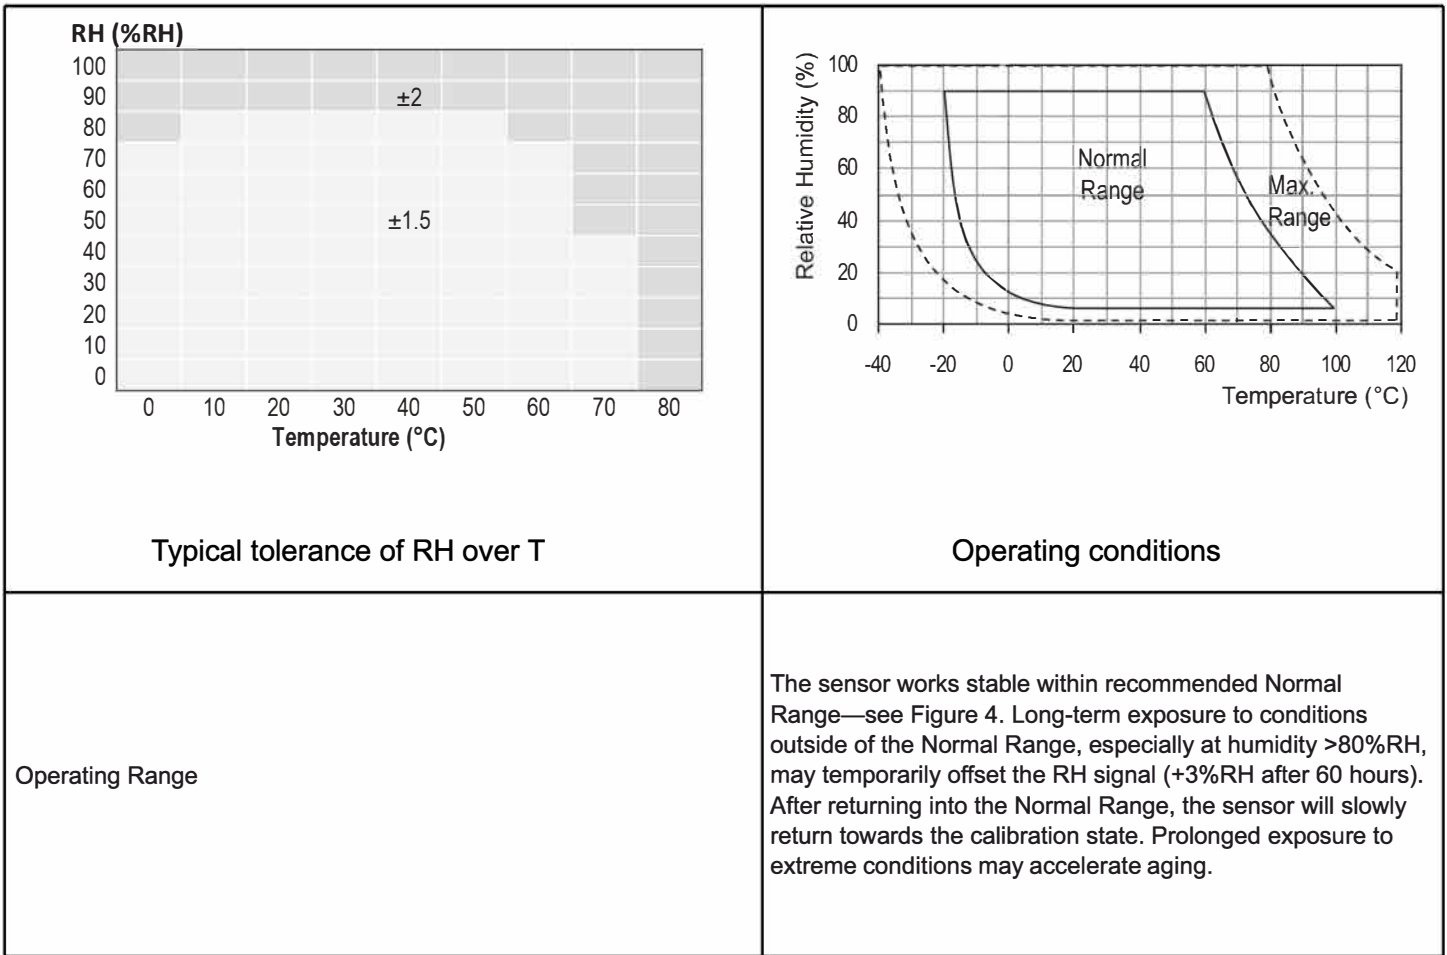 RH (%RH)
100
90
80
70
60
50
40
30
20
10
0
±2
±1.5
0 10 20 30 40 50 60 70 80
Temperature (°C)
Typical tolerance of RH over T
Relative Humidity (%)
100
80
60
40
20
0
Normal
Range
Max.
Range
-40 -20 0 20 40 60 80 100 120
Temperature (°C)
Operating conditions
Operating Range
The sensor works stable within recommended Normal
Range—see Figure 4. Long-term exposure to conditions
outside of the Normal Range, especially at humidity >80%RH,
may temporarily offset the RH signal (+3%RH after 60 hours).
After returning into the Normal Range, the sensor will slowly
return towards the calibration state. Prolonged exposure to
extreme conditions may accelerate aging.